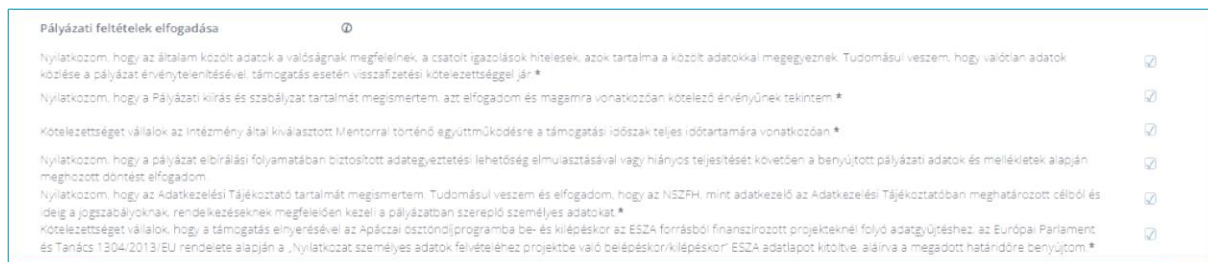 Pályázati feltételek elfogadása
Nyilatkozom, hogy az általam közölt adatok a valóságnak megfelelnek, a csatolt igazolások hitelesek, azok tartalma a közölt adatokkal megegyeznek. Tudomásul veszem, hogy valótlan adatok
közlése a pályázat érvénytelenítésével, támogatás esetén visszafizetési kötelezettséggel jár *
Nyilatkozom, hogy a Pályázati kiírás és szabályzat tartalmát megismertem, azt elfogadom és magamra vonatkozóan kötelező érvényűnek tekintem *
Kötelezettséget vállalok az Intézmény által kiválasztott Mentorral történő együttműködésre a támogatási időszak teljes időtartamára vonatkozóan *
Nyilatkozom, hogy a pályázat elbírálási folyamatában biztosított adategyeztetési lehetőség elmulasztásával vagy hiányos teljesítését követően a benyújtott pályázati adatok és mellékletek alapján
meghozott döntést elfogadom
Nyilatkozom, hogy az Adatkezelési Tájékoztató tartalmát megismertem. Tudomásul veszem és elfogadom, hogy az NSZFH, mint adatkezelő az Adatkezelési Tájékoztatóban meghatározott célból és
ideig a jogszabályoknak, rendelkezéseknek megfelelően kezeli a pályázatban szereplő személyes adatokat *
Kötelezettséget vállalok, hogy a támogatás elnyerésével az Apáczai ösztöndíjprogramba be- és kilépéskor az ESZA forrásból finanszírozott projekteknél folyó adatgyűjtéshez, az Európai Parlament
és Tanács 1304/2013/EU rendelete alapján a „Nyilatkozat személyes adatok felvételéhez projektbe való belépéskor/kilépéskor" ESZA adatlapot kitöltve, aláírva a megadott határidőre benyújtom *